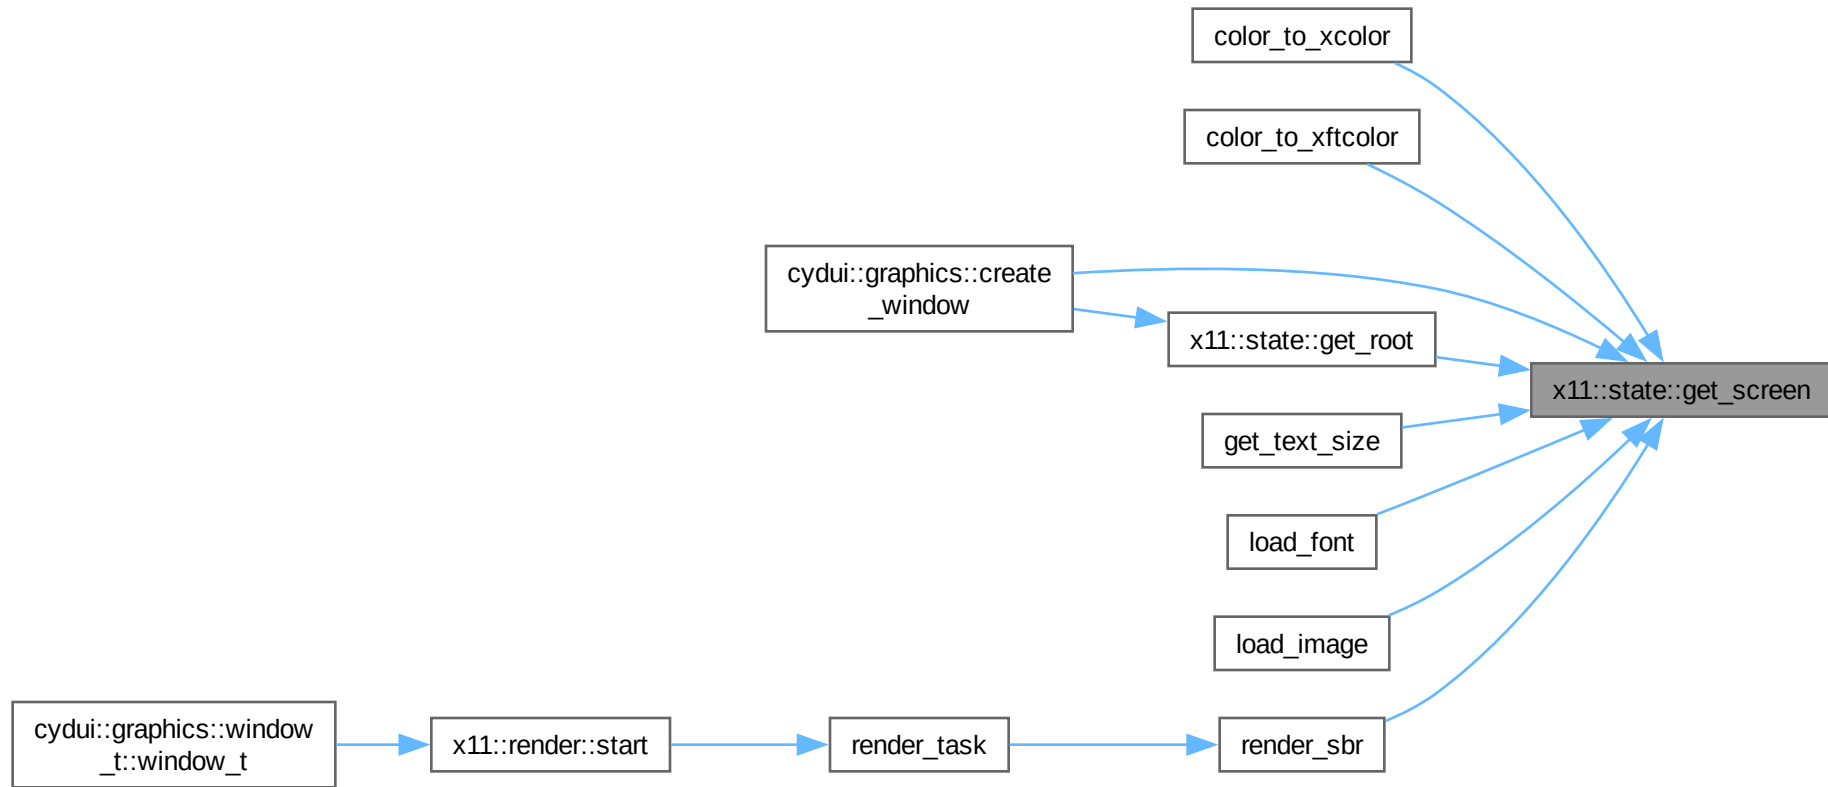 color_to_xcolor
color_to_xftcolor
cydui::graphics::create
_window
x11::state::get_root
x11::state::get_screen
get_text_size
load_font
load_image
cydui::graphics::window
_t::window_t
x11::render::start
render_task
render_sbr